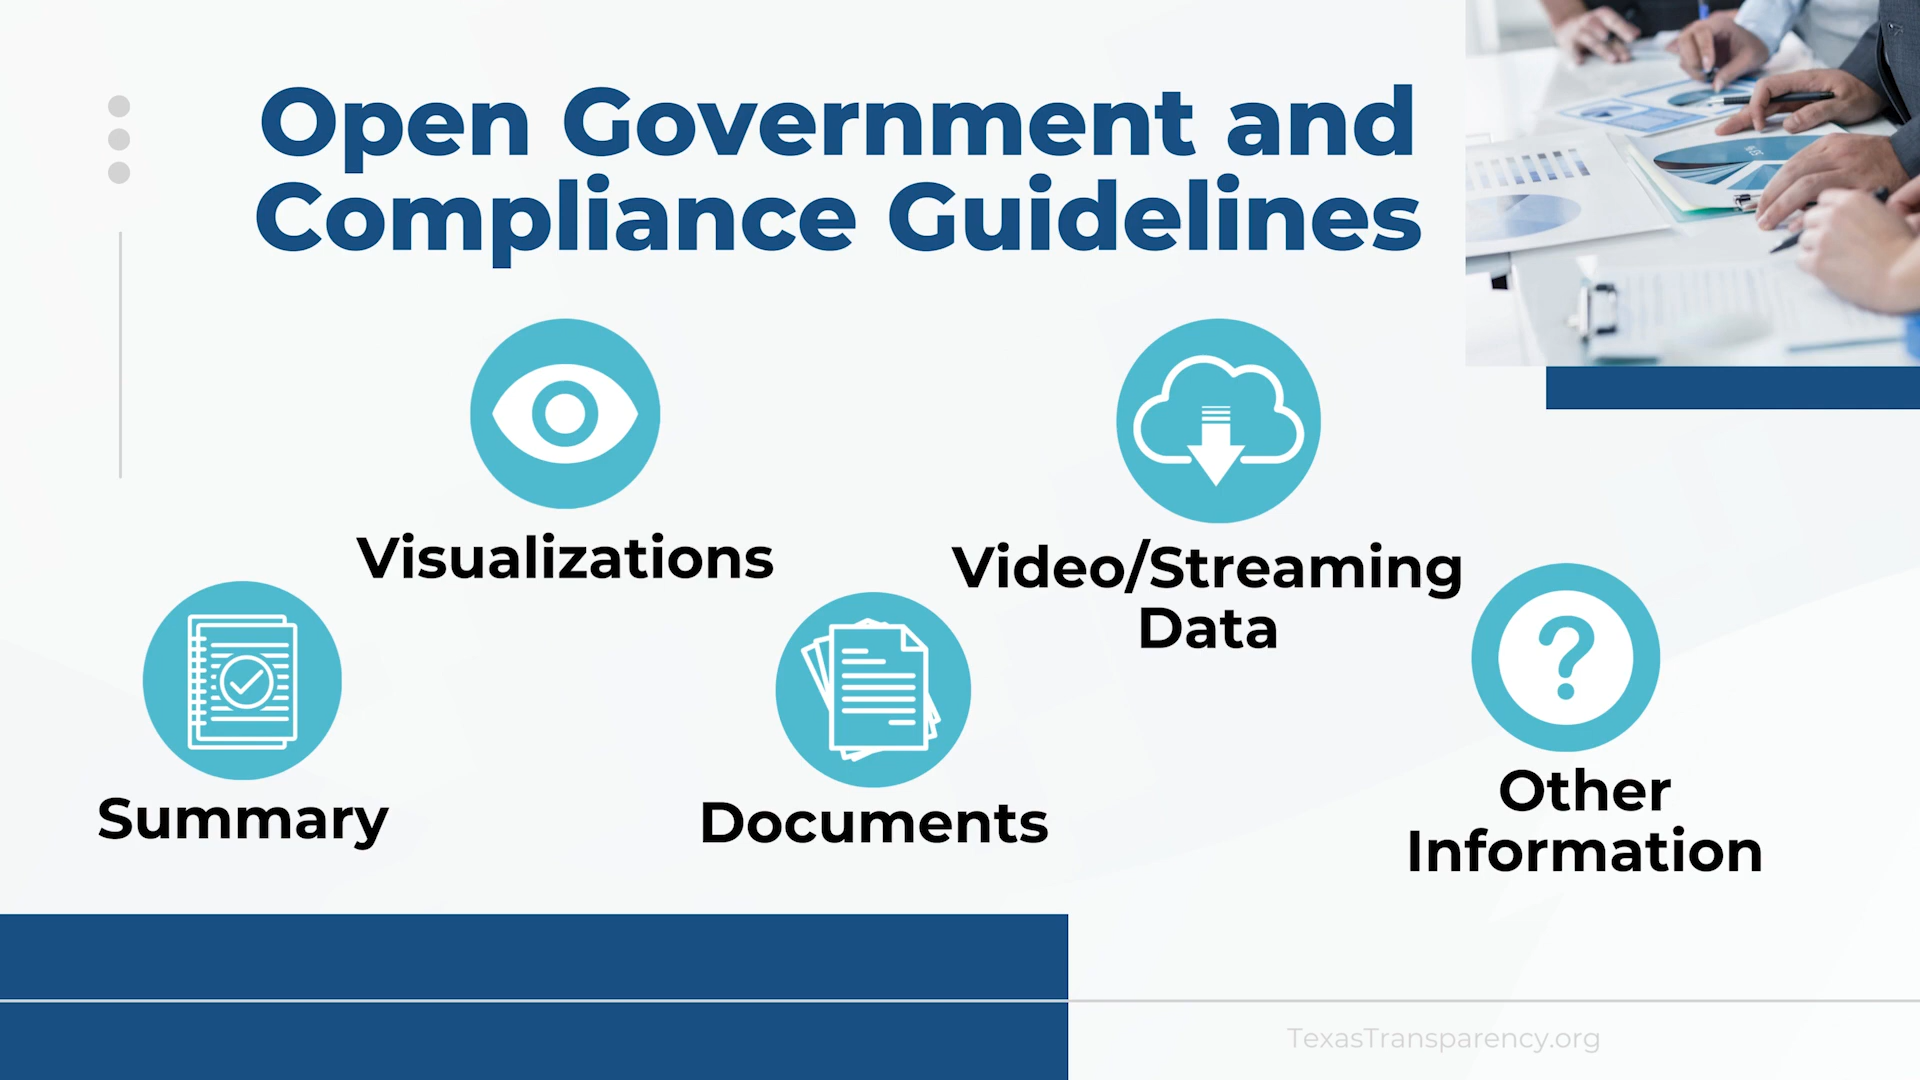 Open Government and
Compliance Guidelines
Visualizations
Video/Streaming
Data
Summary
Documents
Other
Information
TexasTransparency.org